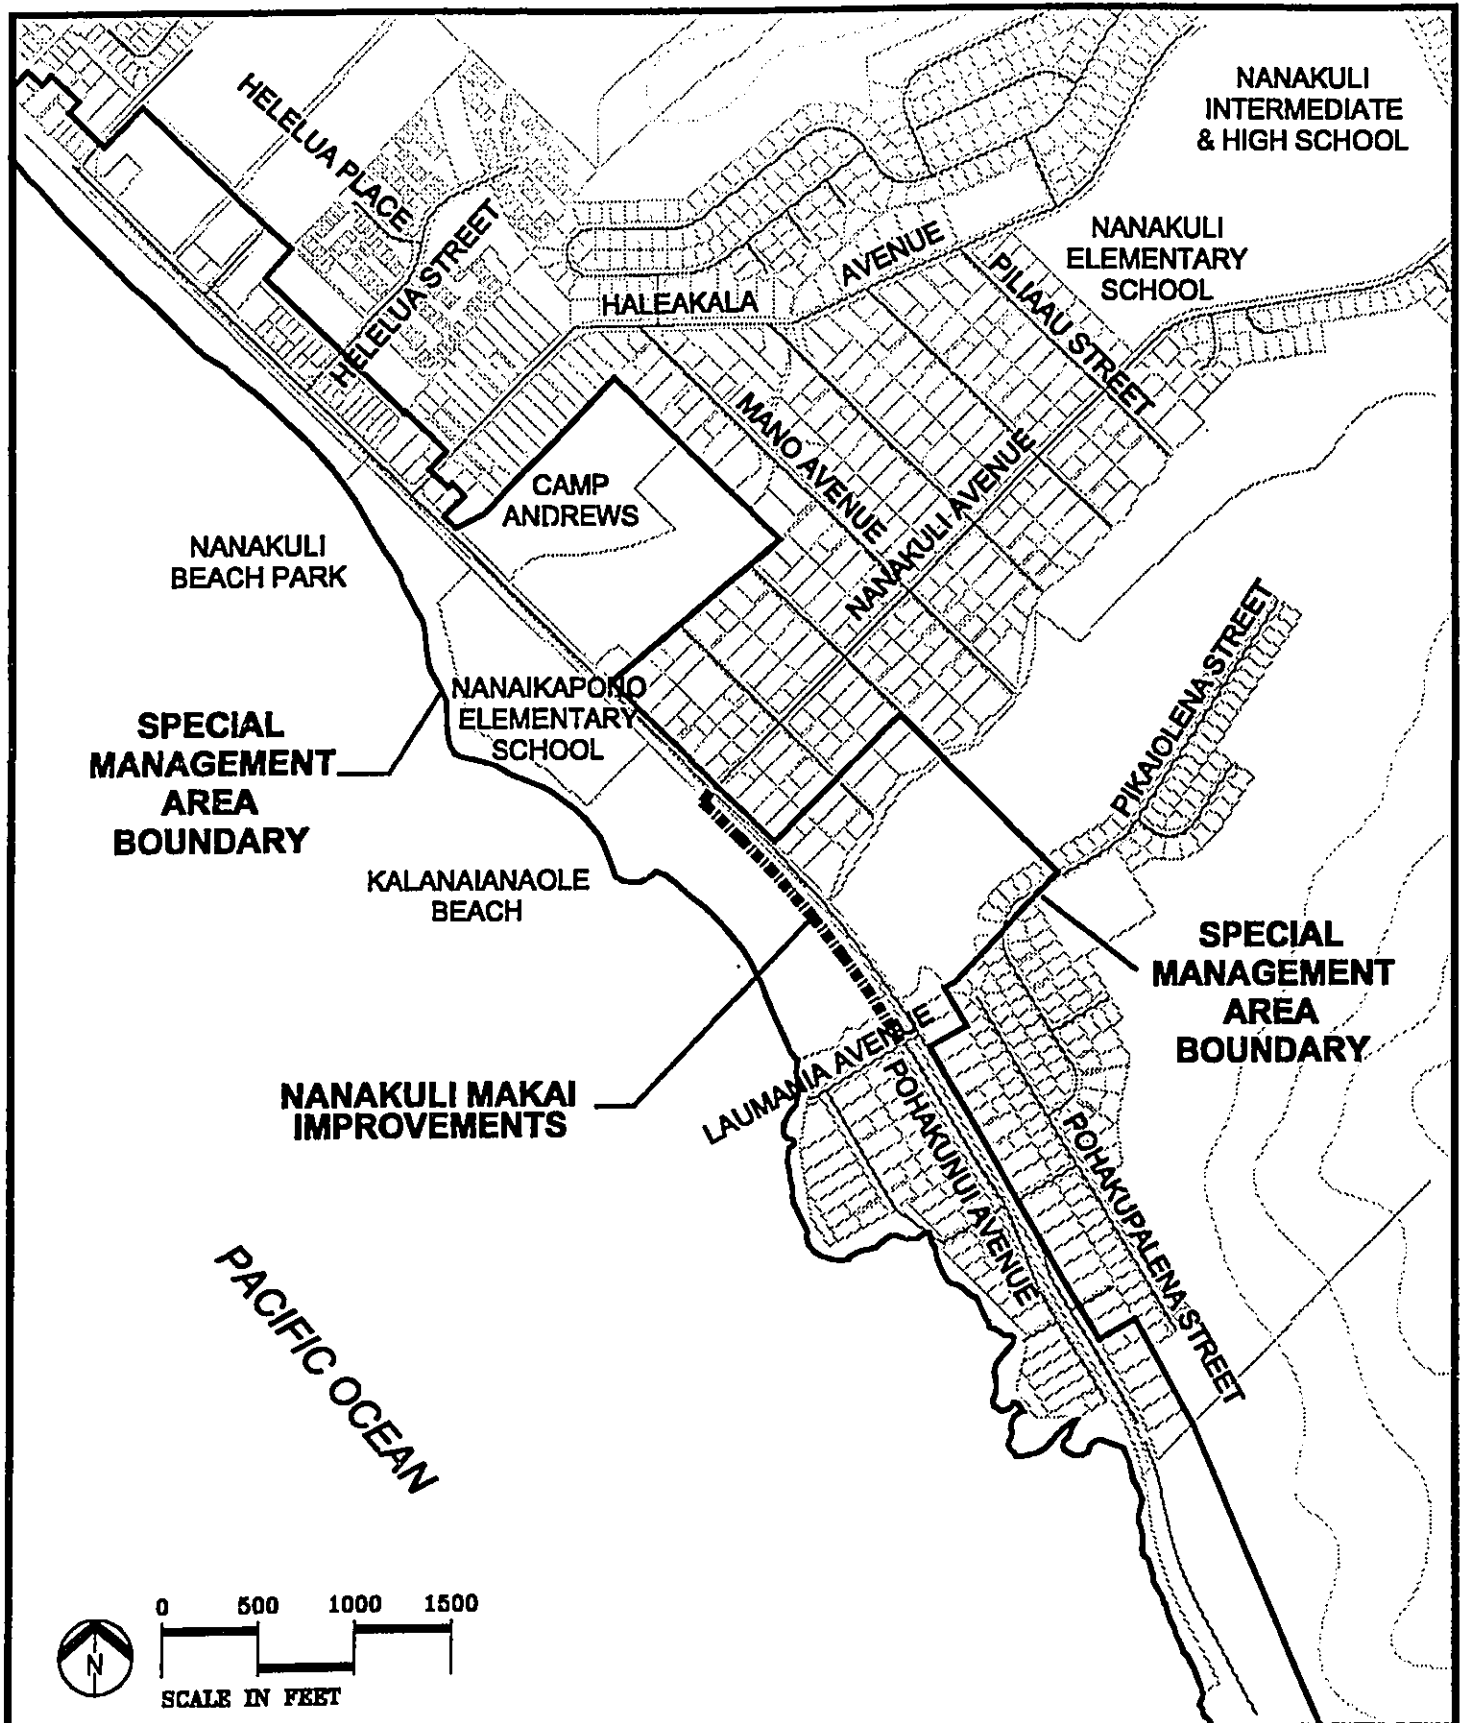 NANAKULI
INTERMEDIATE
& HIGH SCHOOL
HELELUA PLACE
HELELUA STREET
HALEAKALA
AVENUE
NANAKULI
ELEMENTARY
SCHOOL
PILIAAU STREET
MANO AVENUE
NANAKULI AVENUE
CAMP
ANDREWS
NANAKULI
BEACH PARK
PIKAIOLENA STREET
NANAIKAPONO
ELEMENTARY
SCHOOL
SPECIAL
MANAGEMENT
AREA
BOUNDARY
KALANAIANAOLE
BEACH
SPECIAL
MANAGEMENT
AREA
BOUNDARY
NANAKULI MAKAI
IMPROVEMENTS
LAUMANIA AVENUE
POHAKUNUI AVENUE
POHAKUPALENA STREET
PACIFIC OCEAN
0 500 1000 1500
N
SCALE IN FEET